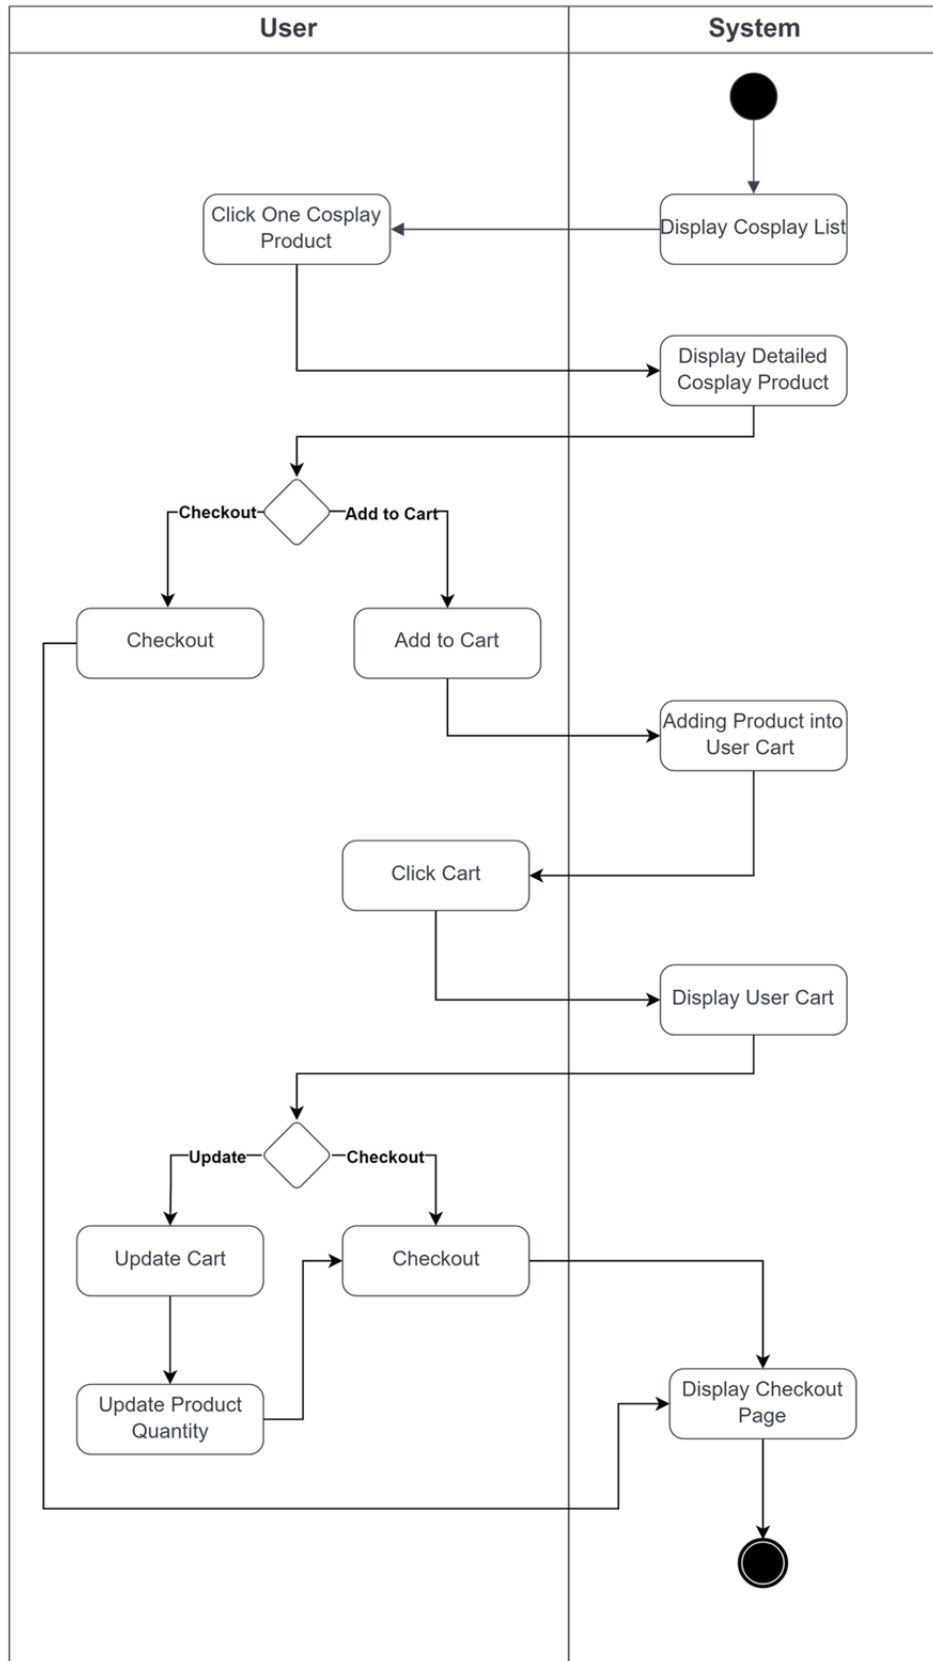 User
System
Click One Cosplay
Product
Display Cosplay List
Display Detailed
Cosplay Product
Checkout
Add to Cart
Checkout
Add to Cart
Adding Product into
User Cart
Click Cart
Display User Cart
Update
Checkout
Update Cart
Checkout
Update Product
Quantity
Display Checkout
Page